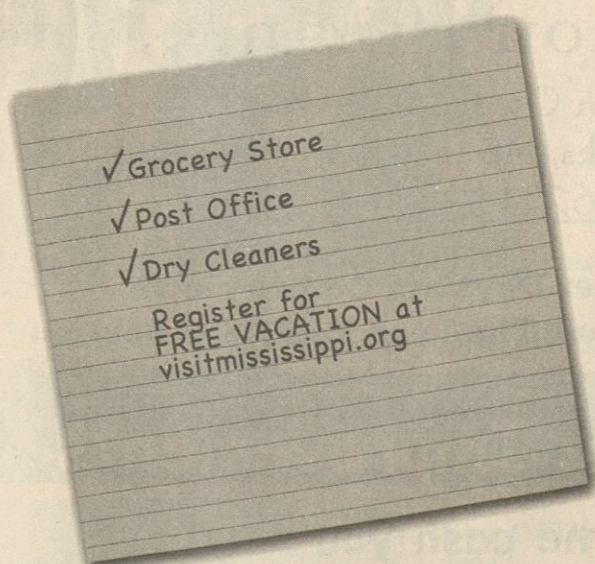 ✓ Grocery Store
✓ Post Office
✓ Dry Cleaners
Register for
FREE VACATION at
visitmississippi.org